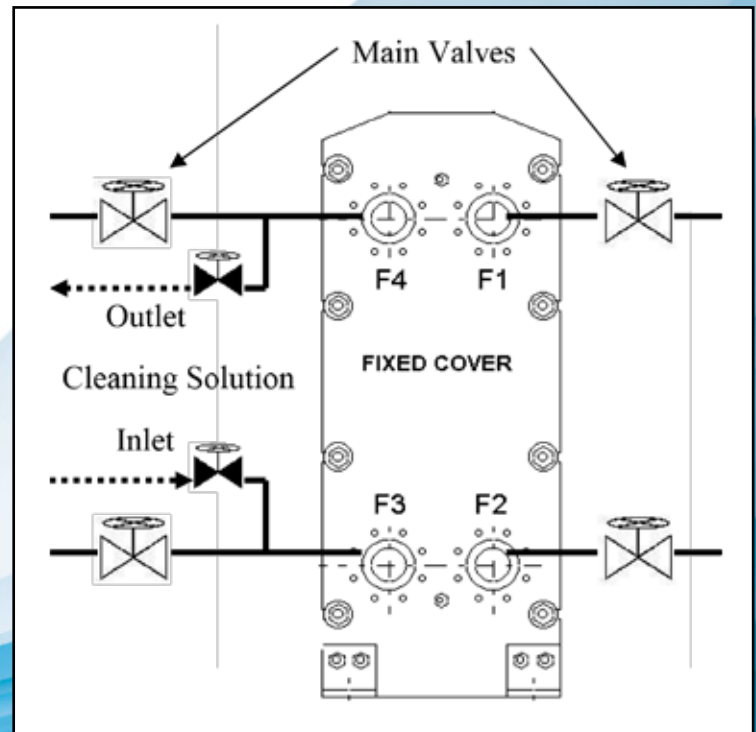 Main Valves
F4 F1
Outlet
FIXED COVER
Cleaning Solution
Inlet
F3 F2